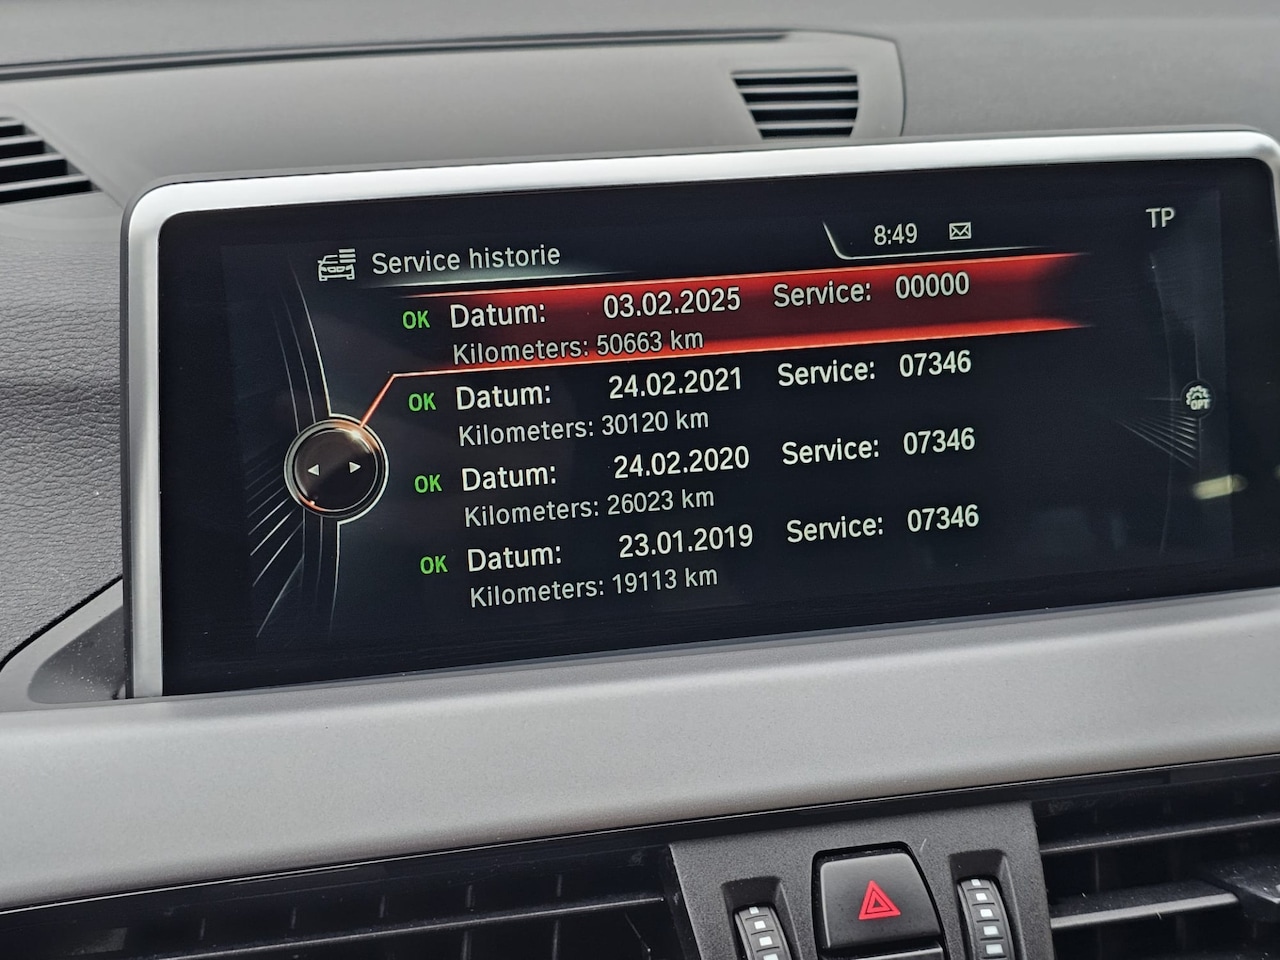 Service historie
8:49
TP
OK Datum: 03.02.2025 Service: 00000
Kilometers: 50663 km
OK Datum: 24.02.2021 Service: 07346
Kilometers: 30120 km
OK Datum: 24.02.2020 Service: 07346
Kilometers: 26023 km
OK Datum: 23.01.2019 Service: 07346
Kilometers: 19113 km
OPT